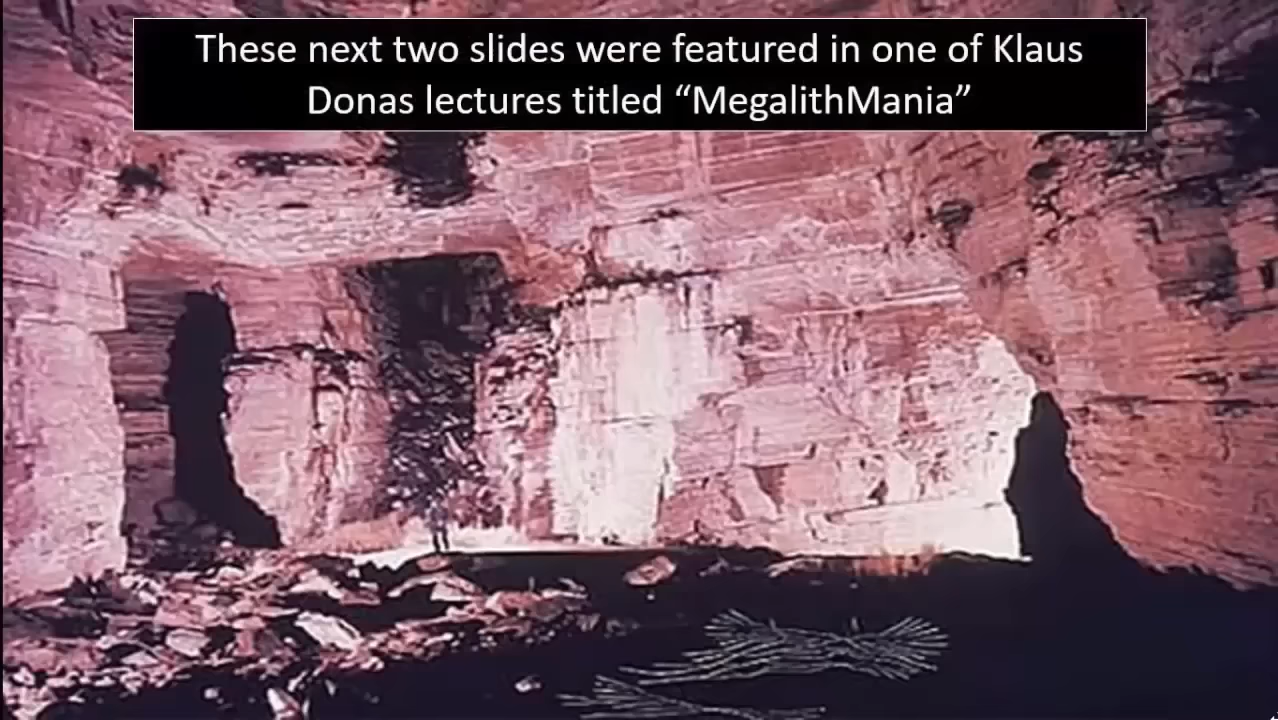 These next two slides were featured in one of Klaus
Donas lectures titled “MegalithMania”